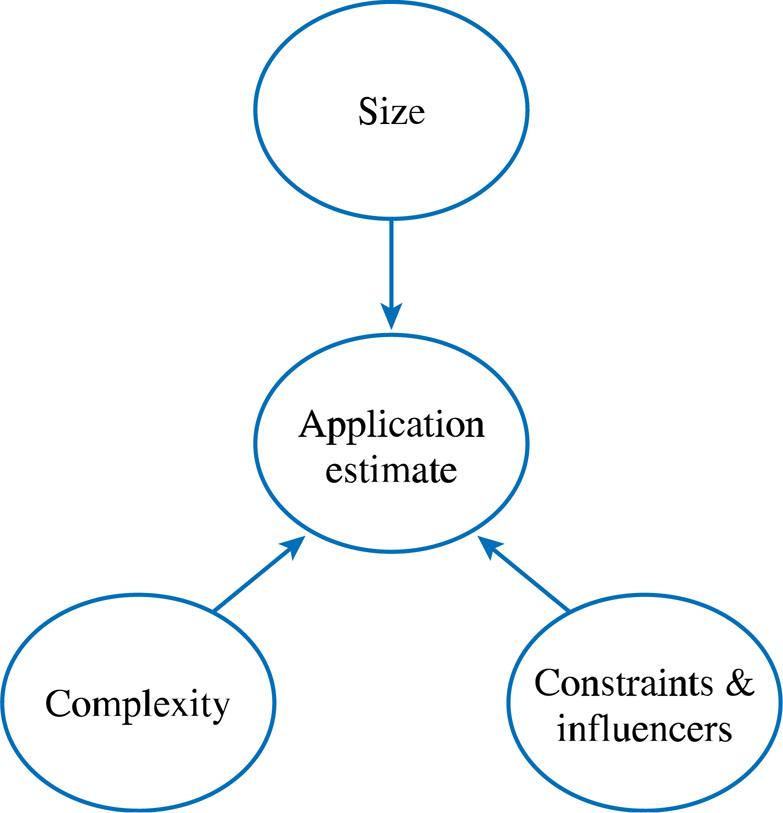 Size
Application
estimate
Complexity
Constraints &
influencers